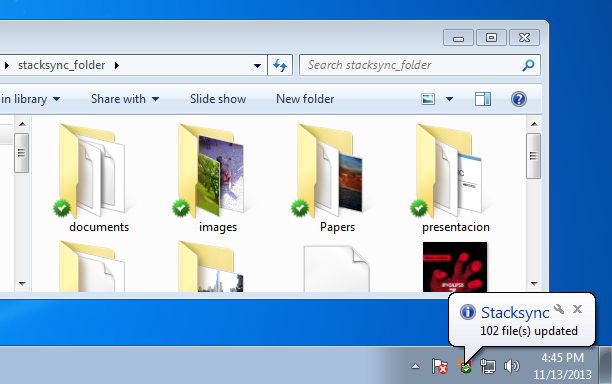 stacksync_folder
Search stacksync_folder
in library
Share with
Slide show
New folder
documents
images
Papers
presentacion
Stacksync
102 file(s) updated
4:45 PM
11/13/2013